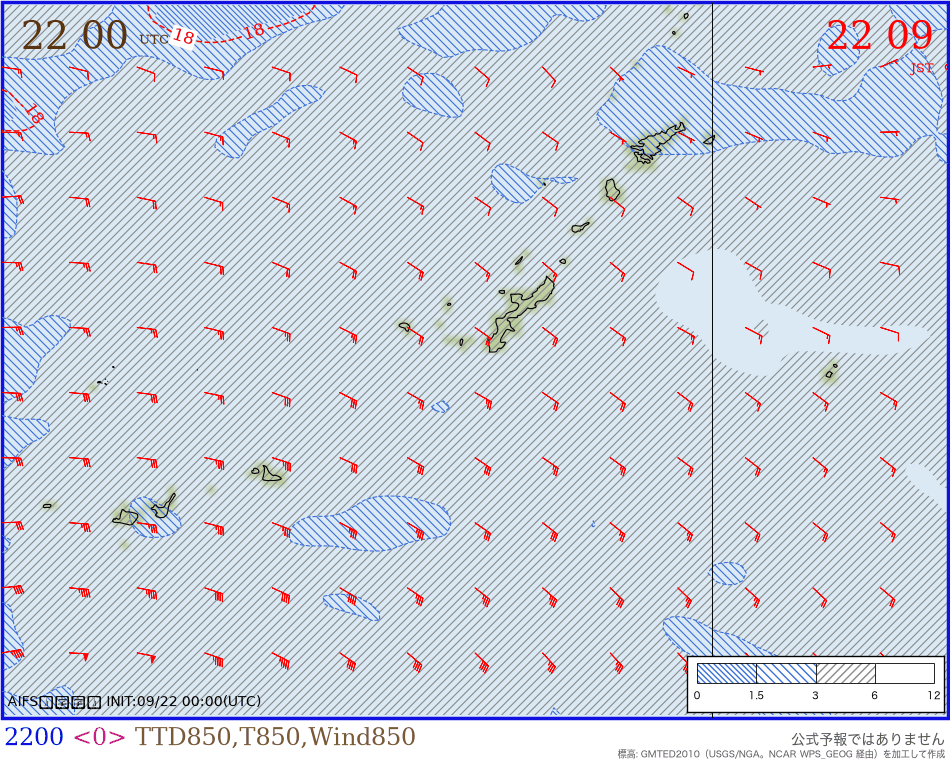 22 00 UTC
22 09
JST
18
18
18
AIFS□□□□ INIT:09/22 00:00(UTC)
0 1.5 3 6 12
2200 <0> TTD850,T850,Wind850
公式予報ではありません
標高: GMTED2010（USGS/NGA。NCAR WPS_GEOG 経由）を加工して作成